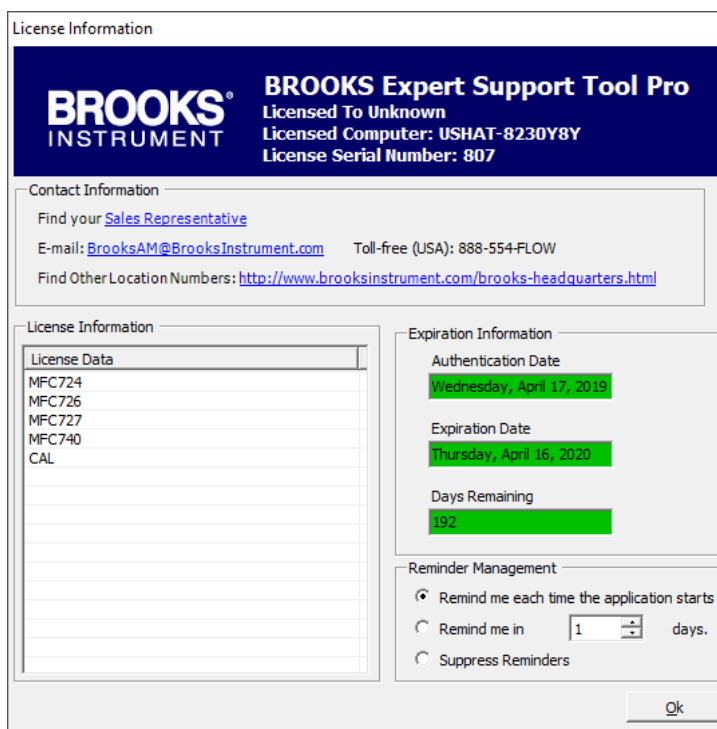 License Information
BROOKS®
INSTRUMENT
BROOKS Expert Support Tool Pro
Licensed To Unknown
Licensed Computer: USHAT-8230Y8Y
License Serial Number: 807
Contact Information
Find your Sales Representative
E-mail: BrooksAM@BrooksInstrument.com Toll-free (USA): 888-554-FLOW
Find Other Location Numbers: http://www.brooksinstrument.com/brooks-headquarters.html
License Information
License Data
MFC724
MFC726
MFC727
MFC740
CAL
Expiration Information
Authentication Date
Wednesday, April 17, 2019
Expiration Date
Thursday, April 16, 2020
Days Remaining
192
Reminder Management
Remind me each time the application starts
Remind me in 1 days.
Suppress Reminders
Ok